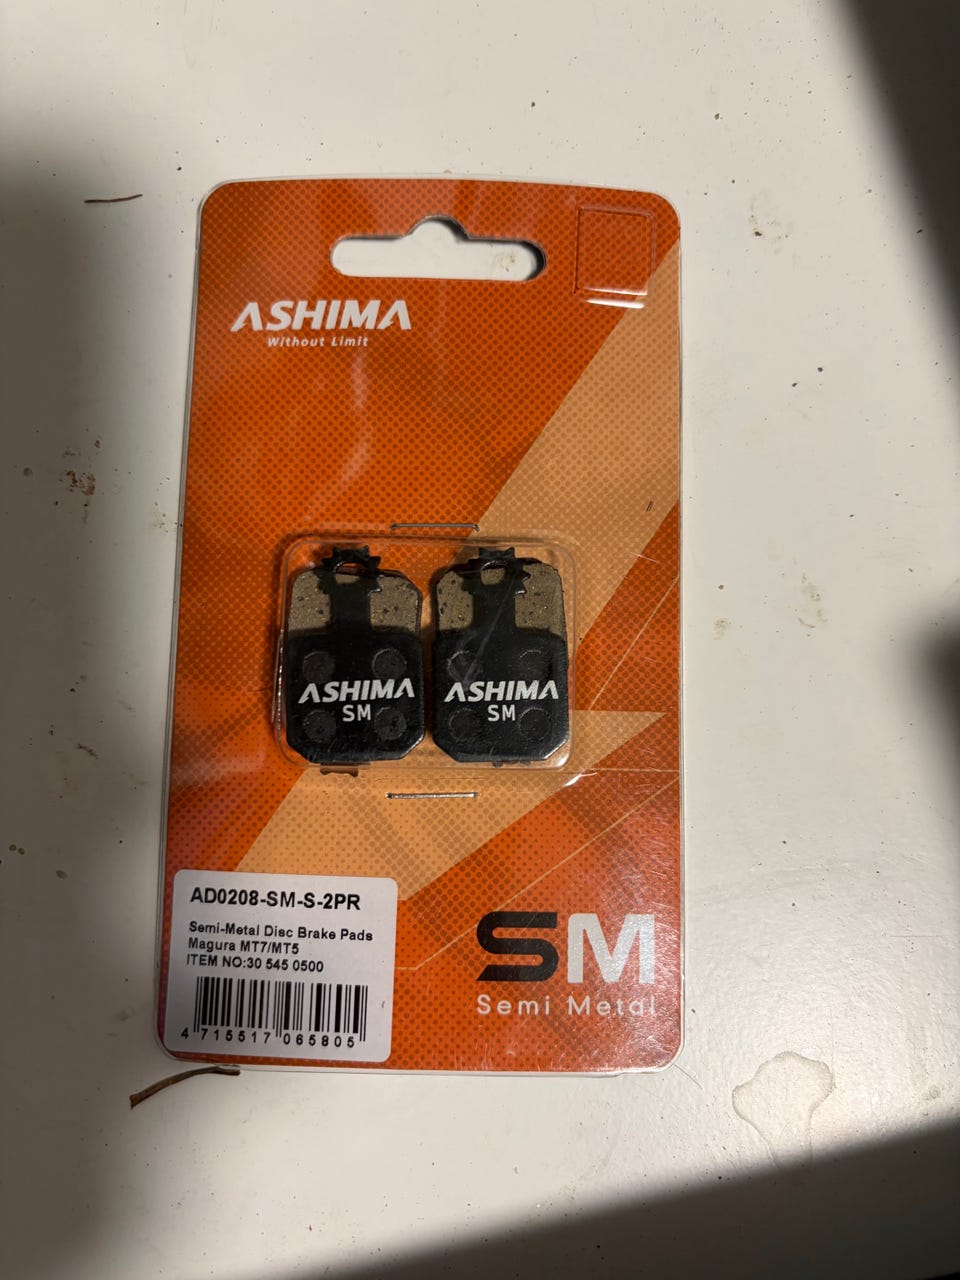 ASHIMA
Without Limit
ASHIMA
SM
ASHIMA
SM
AD0208-SM-S-2PR
Semi-Metal Disc Brake Pads
Magura MT7/MT5
ITEM NO:30 545 0500
4 715517 065805
SM
Semi Metal